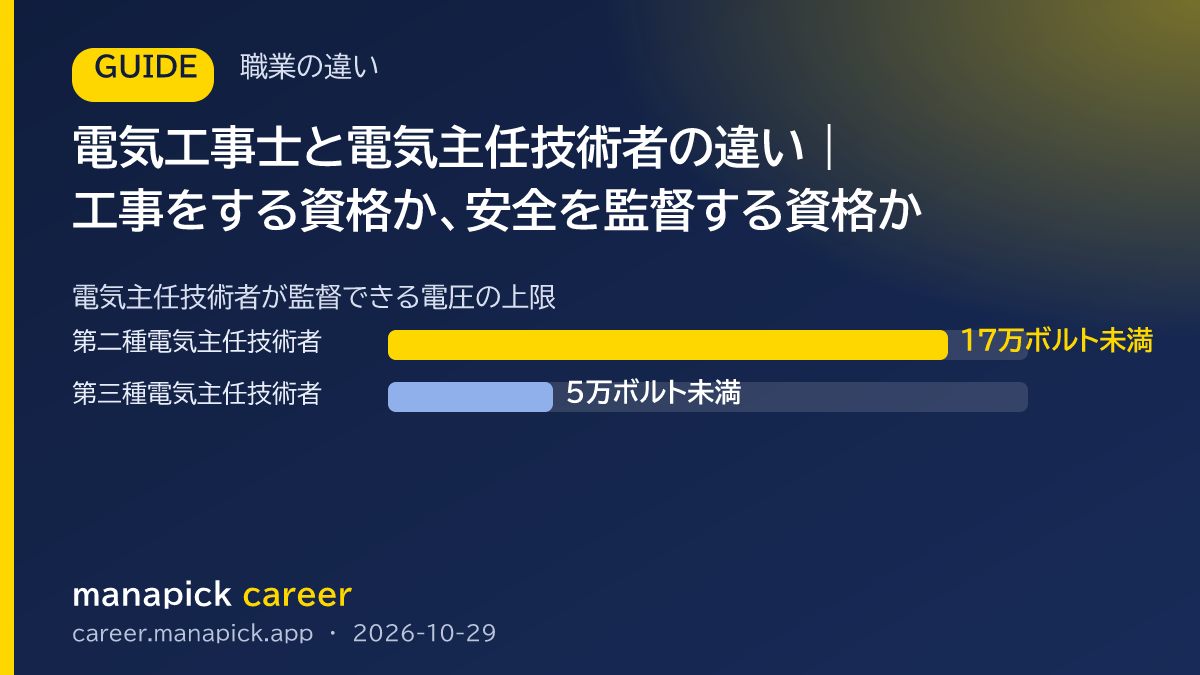 GUIDE 職業の違い
電気工事士と電気主任技術者の違い｜
工事をする資格か、安全を監督する資格か
電気主任技術者が監督できる電圧の上限
第二種電気主任技術者 17万ボルト未満
第三種電気主任技術者 5万ボルト未満
manapick career
career.manapick.app ・ 2026-10-29